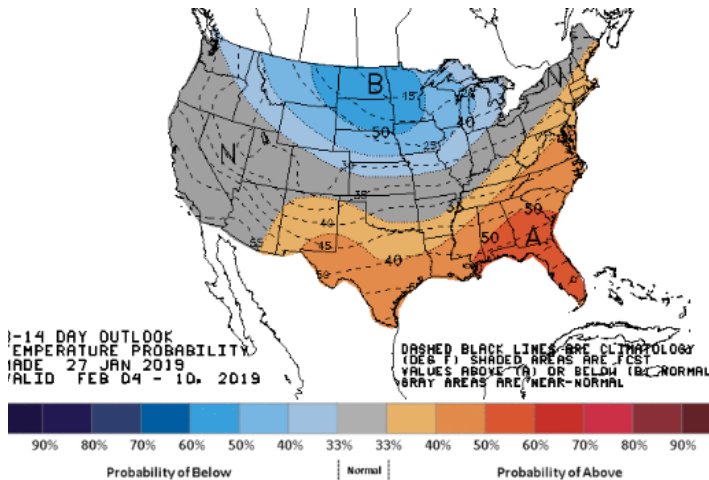 B
15
N
40
50
25
30
N
35
35
50
40
50
A
55
45
40
50
55
8-14 DAY OUTLOOK
TEMPERATURE PROBABILITY
MADE 27 JAN 2019
VALID FEB 04 - 10, 2019
DASHED BLACK LINES ARE CLIMATOLOGY
(DEG F) SHADED AREAS ARE FCST
VALUES ABOVE (A) OR BELOW (B) NORMAL
GRAY AREAS ARE NEAR-NORMAL
90% 80% 70% 60% 50% 40% 33% 33% 40% 50% 60% 70% 80% 90%
Probability of Below Normal Probability of Above